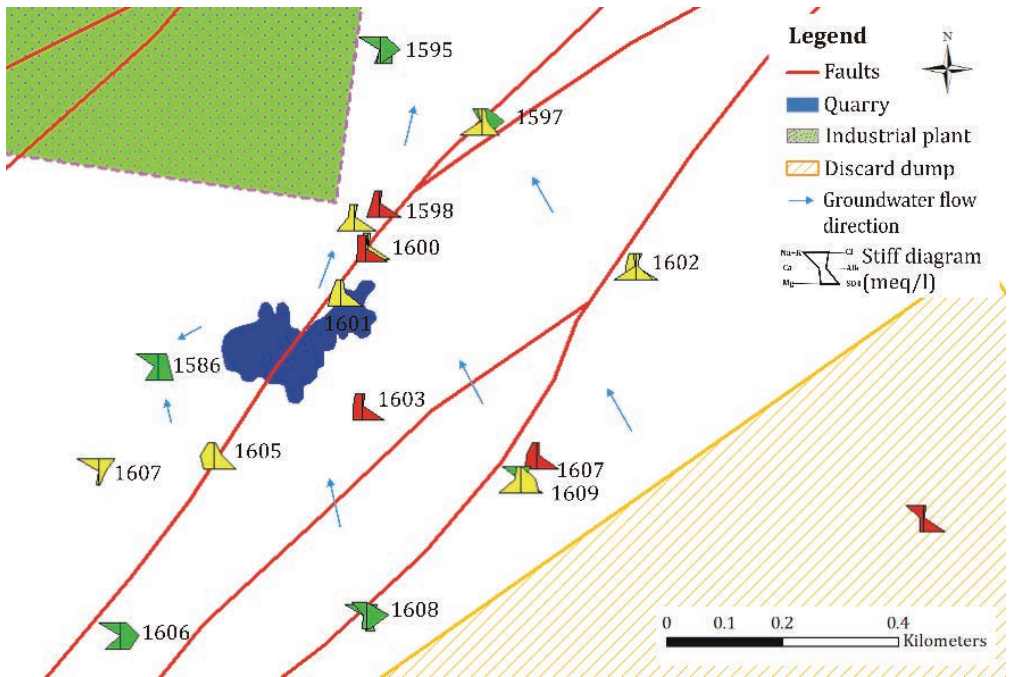 Legend
N
Faults
Quarry
Industrial plant
Discard dump
Groundwater flow
direction
Na+K
Cl
Ca
Alk
Mg
SO4
Stiff diagram
(meq/l)
1595
1597
1598
1600
1602
1601
1586
1603
1605
1607
1607
1609
1608
1606
0
0.1
0.2
0.4
Kilometers